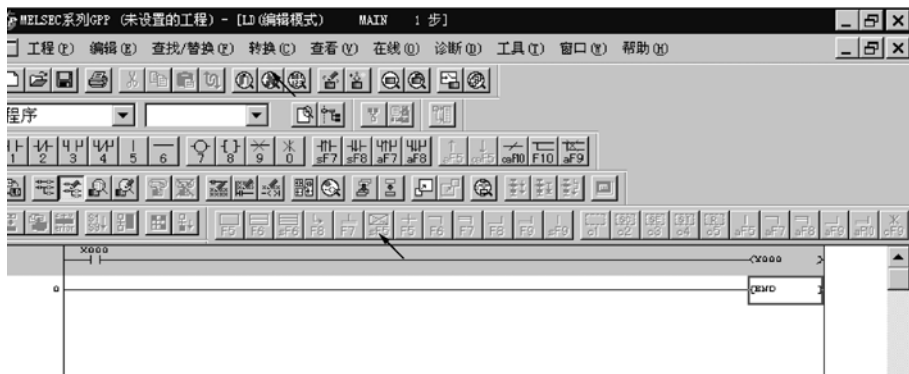 MELSEC系列GPP (未设置的工程) - [LD(编辑模式) MAIN 1 步]
工程(F) 编辑(E) 查找/替换(R) 转换(C) 查看(V) 在线(O) 诊断(D) 工具(T) 窗口(W) 帮助(H)
程序
1 2 3 4 5 6 7 8 9 0 sF7 sF8 aF7 aF8 aF5 caF5 caF10 F10 aF9
error F5 F6 sF6 F8 F7 sF5 F5 F6 F7 F8 F9 sF9 c1 c2 c3 c4 c5 aF5 aF7 aF8 aF9 aF10 cF9
X000 (Y000 )
0 (END )